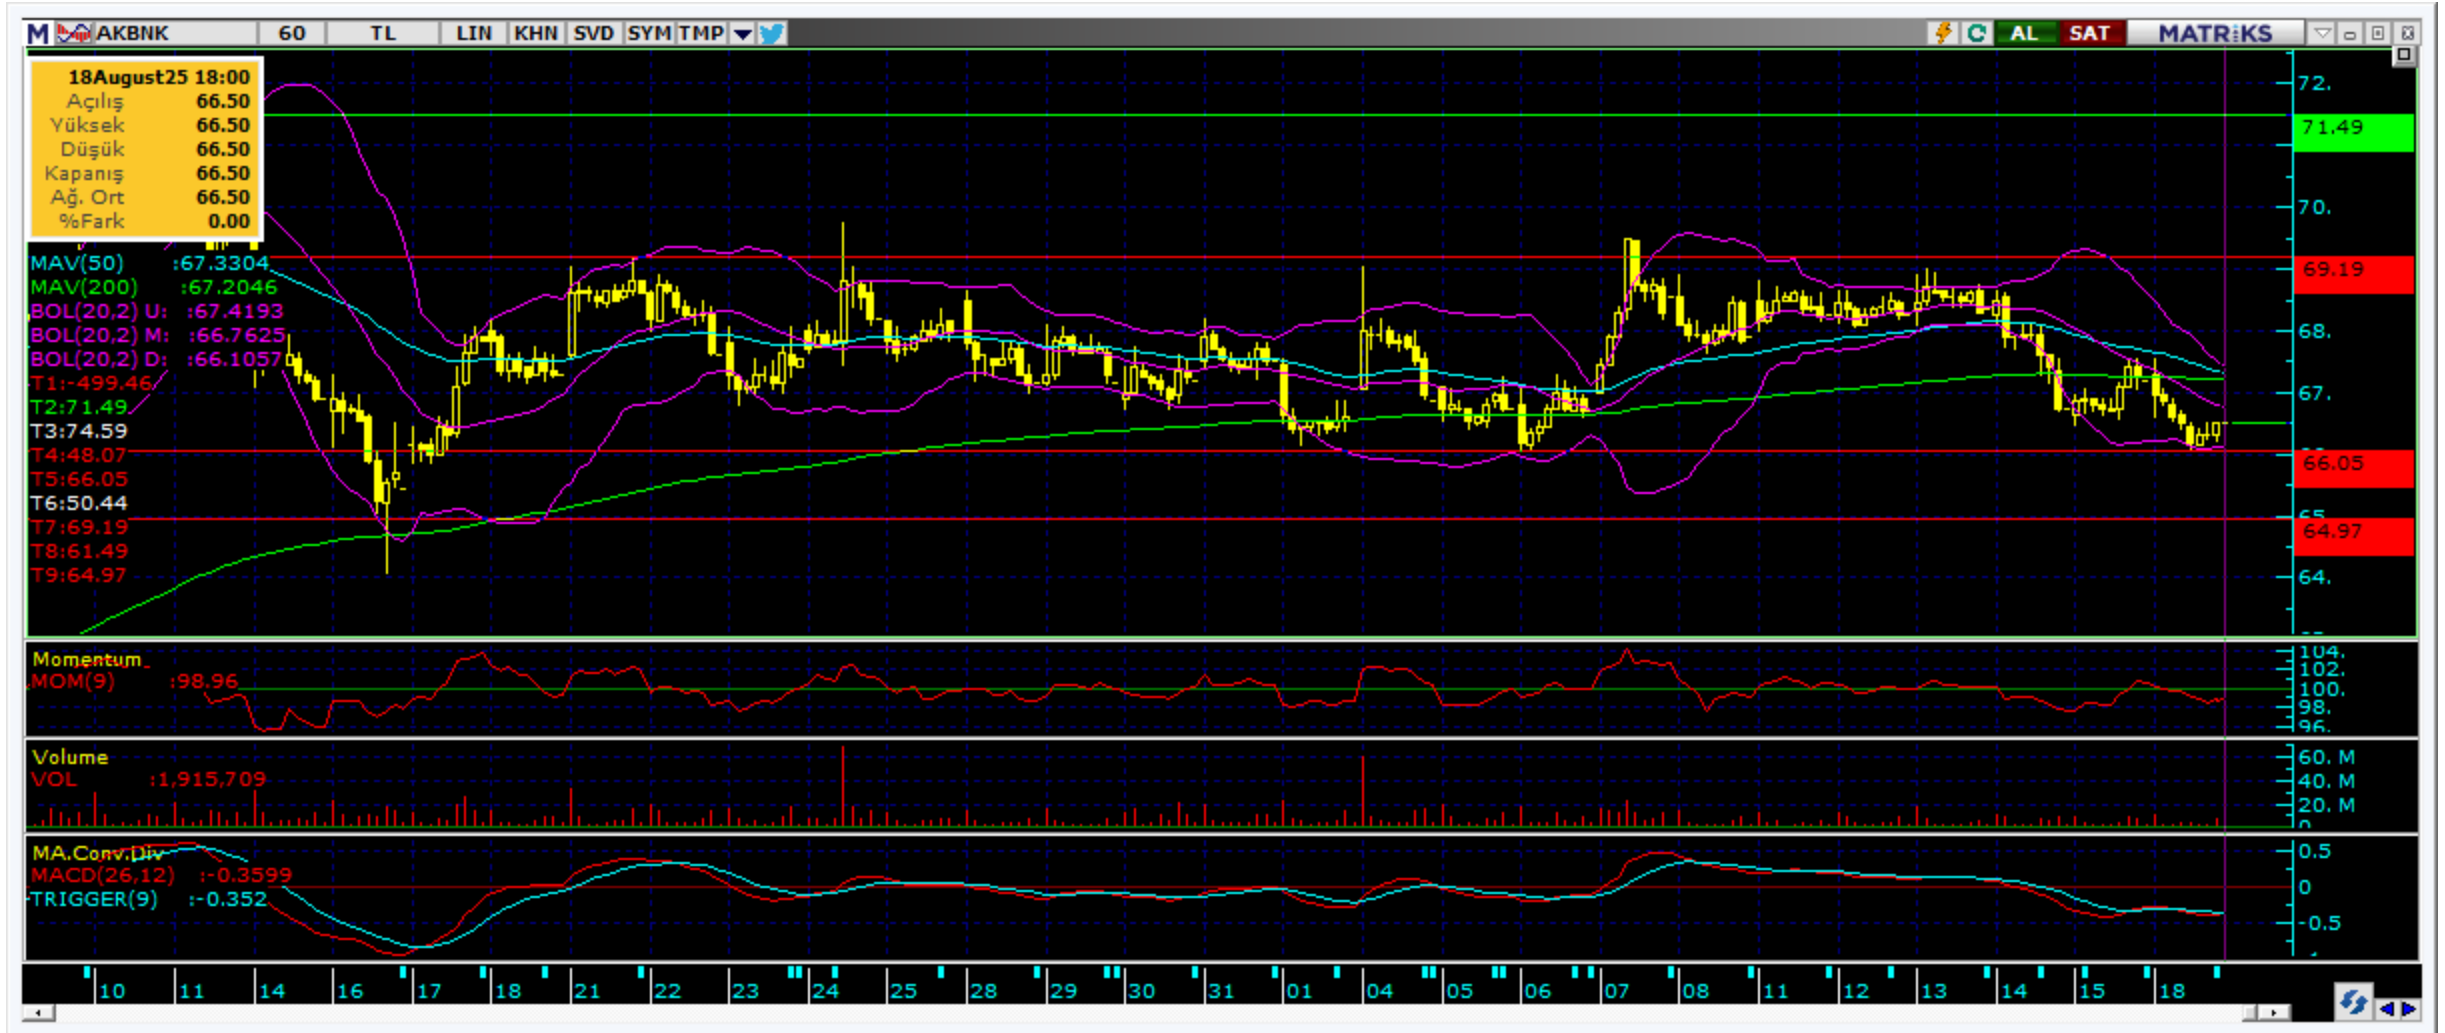 M AKBNK 60 TL LIN KHN SVD SYM TMP AL SAT MATRiKS
18August25 18:00
Açılış 66.50
Yüksek 66.50
Düşük 66.50
Kapanış 66.50
Ağ. Ort 66.50
%Fark 0.00
MAV(50) :67.3304
MAV(200) :67.2046
BOL(20,2) U: :67.4193
BOL(20,2) M: :66.7625
BOL(20,2) D: :66.1057
T1:-499.46
T2:71.49
T3:74.59
T4:48.07
T5:66.05
T6:50.44
T7:69.19
T8:61.49
T9:64.97
72.
71.49
70.
69.19
68.
67.
66.05
65
64.97
64.
Momentum
MOM(9) :98.96
104.
102.
100.
98.
96.
Volume
VOL :1,915,709
60. M
40. M
20. M
0
MA.Conv.Div
MACD(26,12) :-0.3599
TRIGGER(9) :-0.352
0.5
0
-0.5
10 11 14 16 17 18 21 22 23 24 25 28 29 30 31 01 04 05 06 07 08 11 12 13 14 15 18